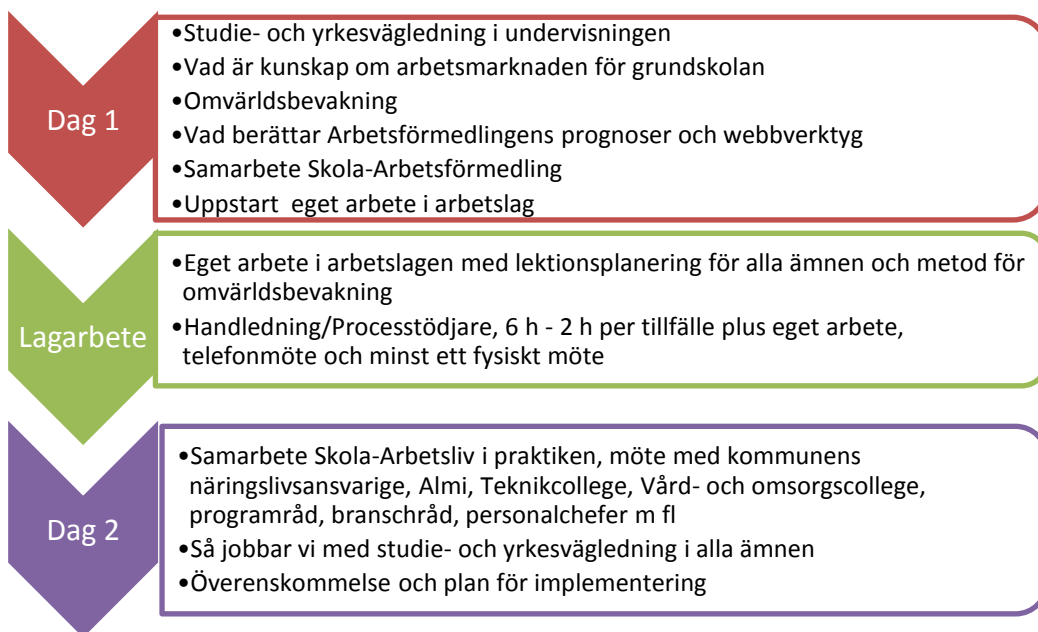 Dag 1
•Studie- och yrkesvägledning i undervisningen
•Vad är kunskap om arbetsmarknaden för grundskolan
•Omvärldsbevakning
•Vad berättar Arbetsförmedlingens prognoser och webbverktyg
•Samarbete Skola-Arbetsförmedling
•Uppstart eget arbete i arbetslag
Lagarbete
•Eget arbete i arbetslagen med lektionsplanering för alla ämnen och metod för
omvärldsbevakning
•Handledning/Processtödjare, 6 h - 2 h per tillfälle plus eget arbete,
telefonmöte och minst ett fysiskt möte
Dag 2
•Samarbete Skola-Arbetsliv i praktiken, möte med kommunens
näringslivsansvarige, Almi, Teknikcollege, Vård- och omsorgscollege,
programråd, branschråd, personalchefer m fl
•Så jobbar vi med studie- och yrkesvägledning i alla ämnen
•Överenskommelse och plan för implementering